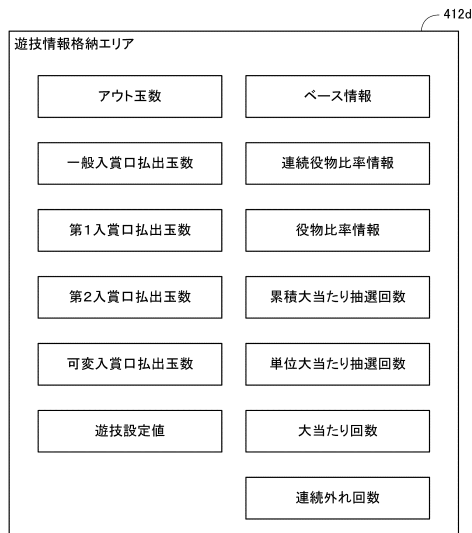 412d
遊技情報格納エリア
アウト玉数
一般入賞口払出玉数
第1入賞口払出玉数
第2入賞口払出玉数
可変入賞口払出玉数
遊技設定値
ベース情報
連続役物比率情報
役物比率情報
累積大当たり抽選回数
単位大当たり抽選回数
大当たり回数
連続外れ回数